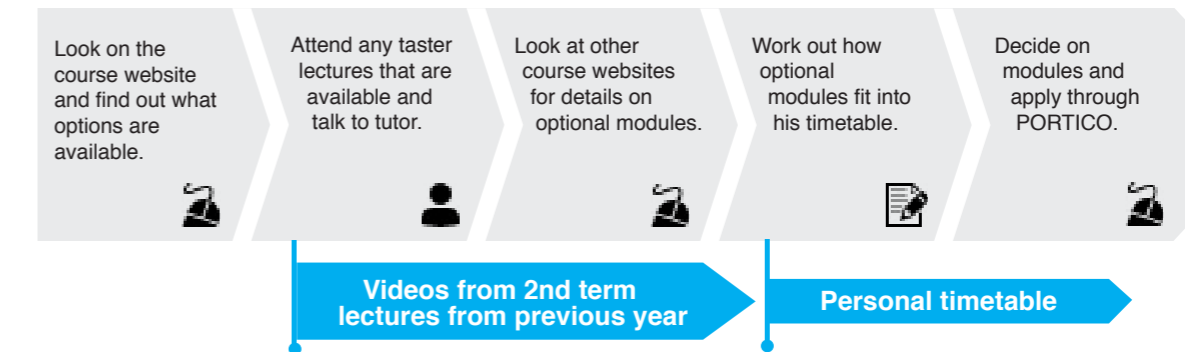 Look on the
course website
and find out what
options are
available.
Attend any taster
lectures that are
available and
talk to tutor.
Look at other
course websites
for details on
optional modules.
Work out how
optional
modules fit into
his timetable.
Decide on
modules and
apply through
PORTICO.
Videos from 2nd term
lectures from previous year
Personal timetable